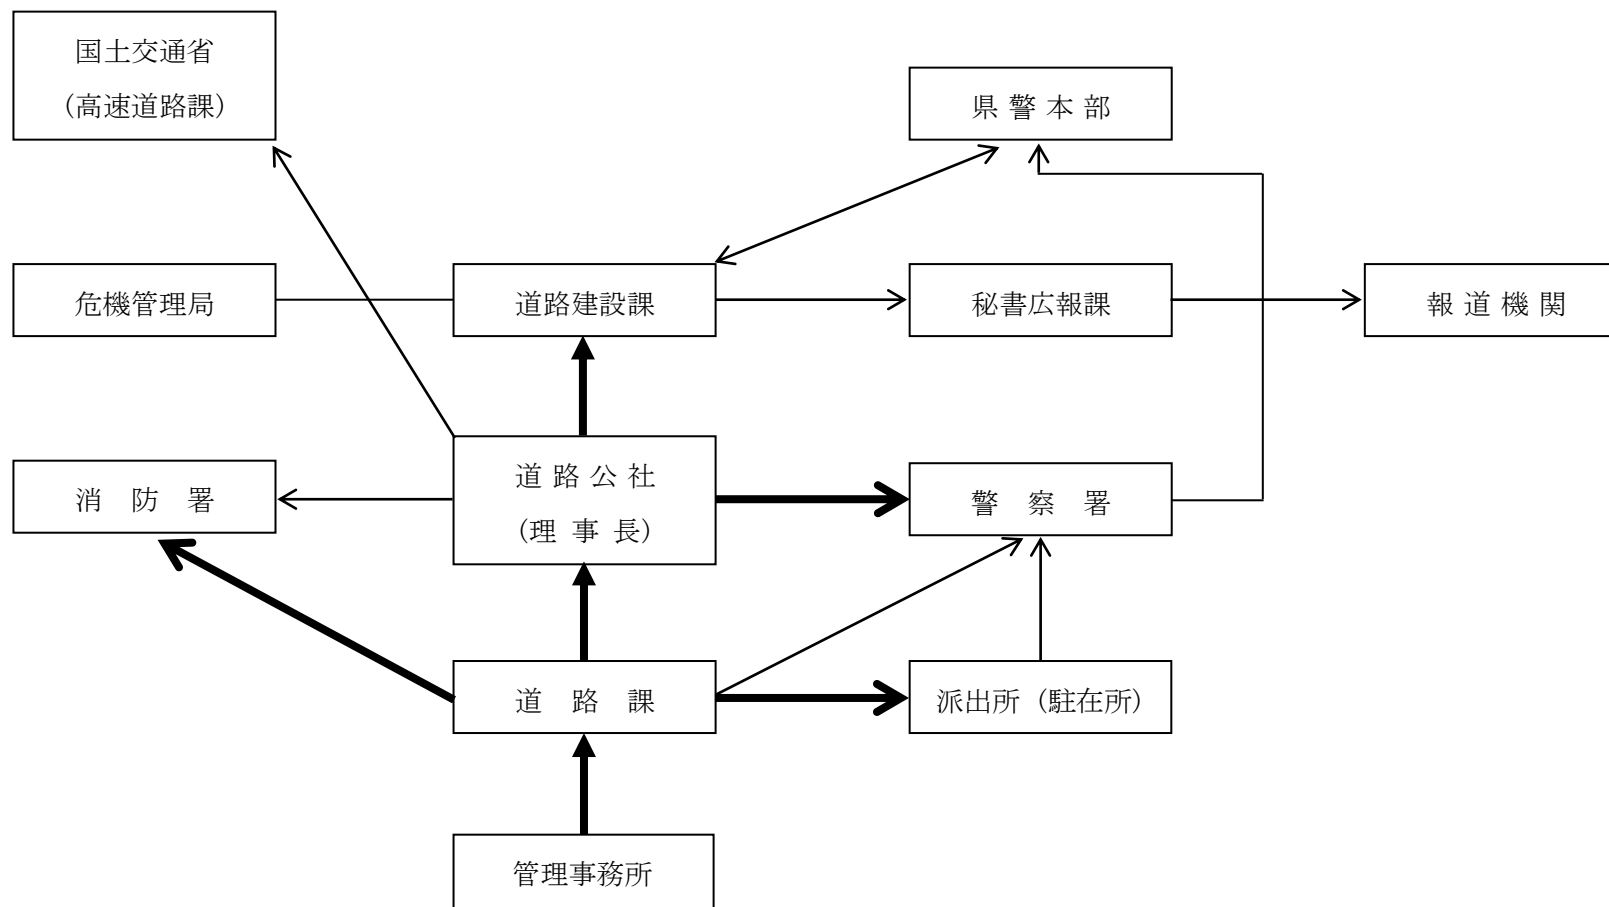 国土交通省
（高速道路課）
県警本部
危機管理局
道路建設課
秘書広報課
報道機関
消防署
道路公社
（理事長）
警察署
道路課
派出所（駐在所）
管理事務所